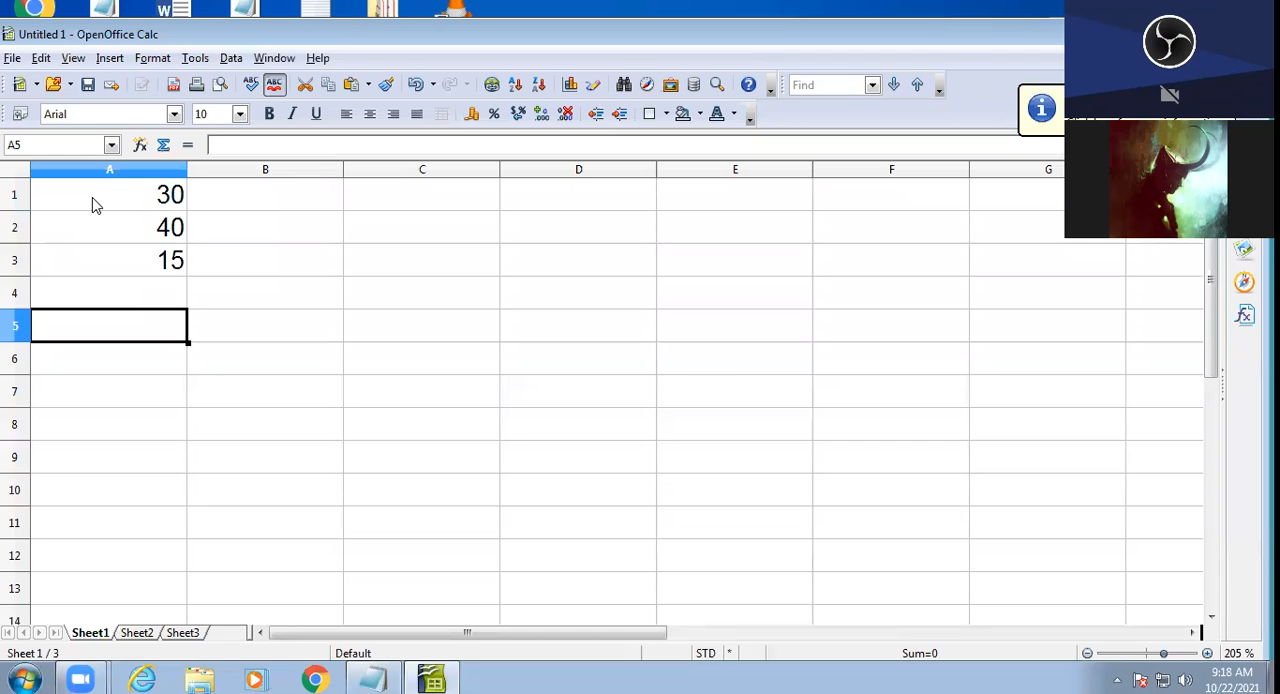 Untitled 1 - OpenOffice Calc
File Edit View Insert Format Tools Data Window Help
Find
Arial 10
A5
A B C D E F G
1 30
2 40
3 15
4
5
6
7
8
9
10
11
12
13
14
Sheet1 Sheet2 Sheet3
Sheet 1 / 3 Default STD * Sum=0 205 %
9:18 AM
10/22/2021